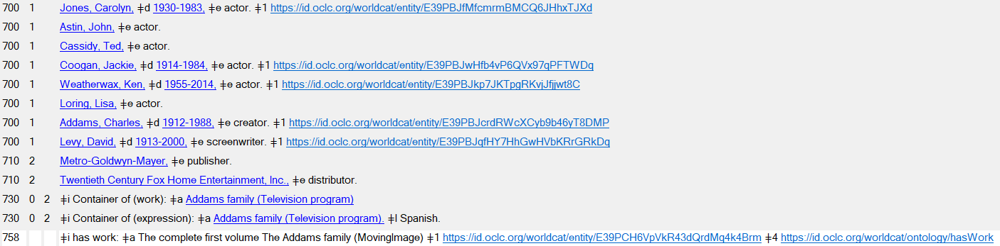 700 1 Jones, Carolyn, ǂd 1930-1983, ǂe actor. ǂ1 https://id.oclc.org/worldcat/entity/E39PBJfMfcmrmBMCQ6JHhxTJXd
700 1 Astin, John, ǂe actor.
700 1 Cassidy, Ted, ǂe actor.
700 1 Coogan, Jackie, ǂd 1914-1984, ǂe actor. ǂ1 https://id.oclc.org/worldcat/entity/E39PBJwHfb4vP6QVx97qPFTWDq
700 1 Weatherwax, Ken, ǂd 1955-2014, ǂe actor. ǂ1 https://id.oclc.org/worldcat/entity/E39PBJkp7JKTpgRKvjJfjjwt8C
700 1 Loring, Lisa, ǂe actor.
700 1 Addams, Charles, ǂd 1912-1988, ǂe creator. ǂ1 https://id.oclc.org/worldcat/entity/E39PBJcrdRWcXCyb9b46yT8DMP
700 1 Levy, David, ǂd 1913-2000, ǂe screenwriter. ǂ1 https://id.oclc.org/worldcat/entity/E39PBJqfHY7HhGwHVbKRrGRkDq
710 2 Metro-Goldwyn-Mayer, ǂe publisher.
710 2 Twentieth Century Fox Home Entertainment, Inc., ǂe distributor.
730 0 2 ǂi Container of (work): ǂa Addams family (Television program)
730 0 2 ǂi Container of (expression): ǂa Addams family (Television program). ǂl Spanish.
758 ǂi has work: ǂa The complete first volume The Addams family (MovingImage) ǂ1 https://id.oclc.org/worldcat/entity/E39PCH6VpVkR43dQrdMq4k4Brm ǂ4 https://id.oclc.org/worldcat/ontology/hasWork